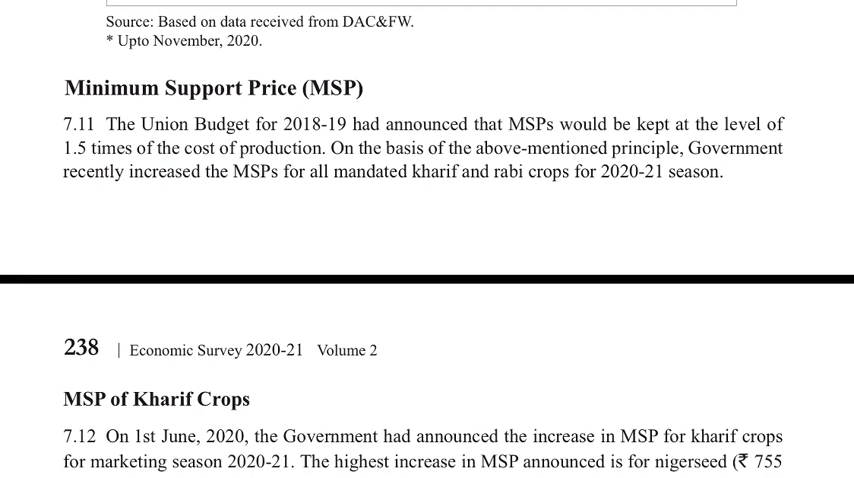 Source: Based on data received from DAC&FW.
* Upto November, 2020.
Minimum Support Price (MSP)
7.11 The Union Budget for 2018-19 had announced that MSPs would be kept at the level of
1.5 times of the cost of production. On the basis of the above-mentioned principle, Government
recently increased the MSPs for all mandated kharif and rabi crops for 2020-21 season.
238 | Economic Survey 2020-21 Volume 2
MSP of Kharif Crops
7.12 On 1st June, 2020, the Government had announced the increase in MSP for kharif crops
for marketing season 2020-21. The highest increase in MSP announced is for nigerseed (₹ 755